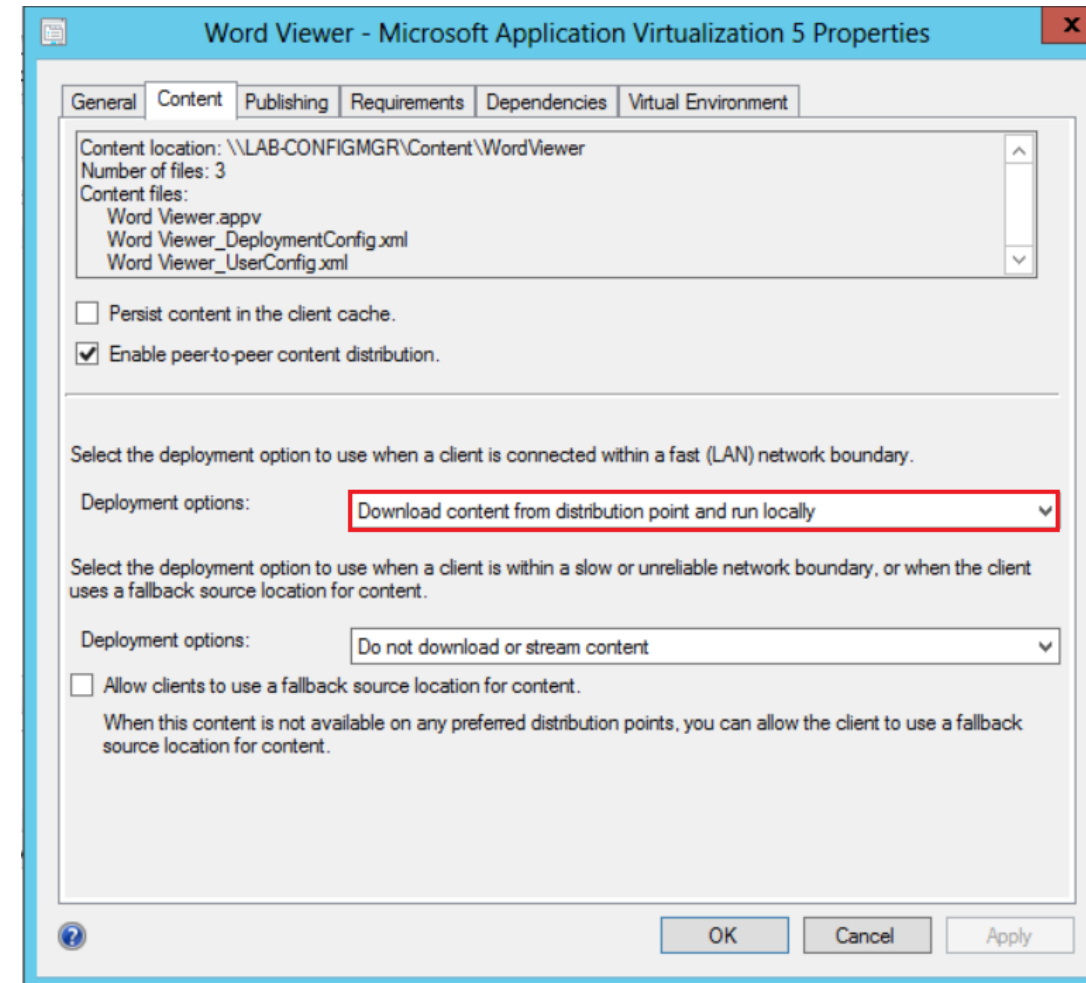 Word Viewer - Microsoft Application Virtualization 5 Properties
x
General Content Publishing Requirements Dependencies Virtual Environment
Content location: \\LAB-CONFIGMGR\Content\WordViewer
Number of files: 3
Content files:
Word Viewer.appv
Word Viewer_DeploymentConfig.xml
Word Viewer_UserConfig.xml
Persist content in the client cache.
Enable peer-to-peer content distribution.
Select the deployment option to use when a client is connected within a fast (LAN) network boundary.
Deployment options: Download content from distribution point and run locally
Select the deployment option to use when a client is within a slow or unreliable network boundary, or when the client
uses a fallback source location for content.
Deployment options: Do not download or stream content
Allow clients to use a fallback source location for content.
When this content is not available on any preferred distribution points, you can allow the client to use a fallback
source location for content.
? OK Cancel Apply